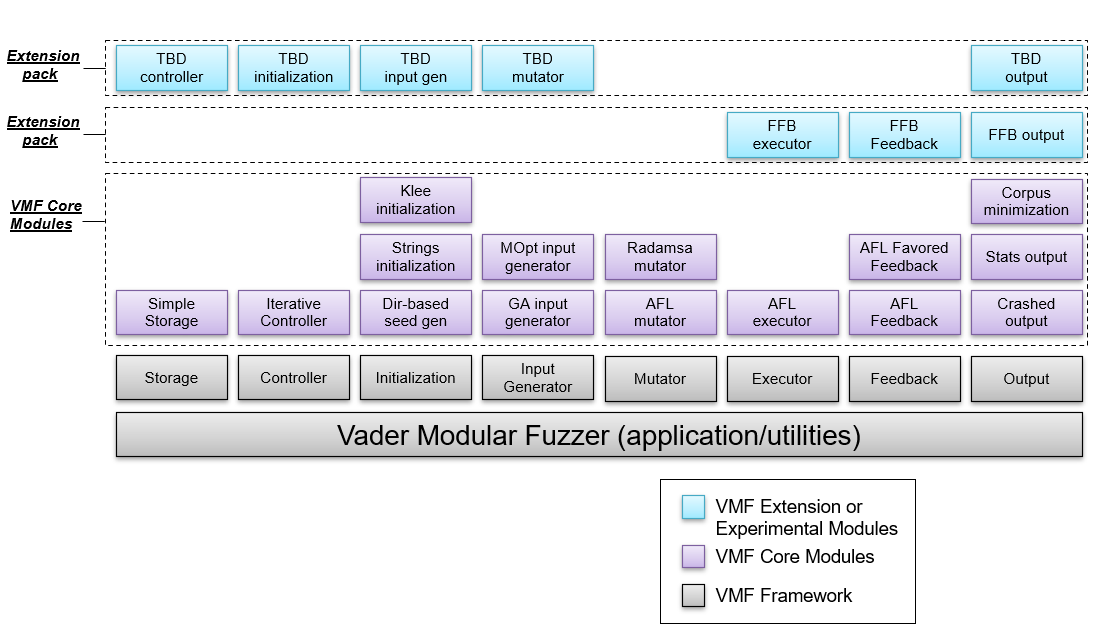 Extension
pack
TBD
controller
TBD
initialization
TBD
input gen
TBD
mutator
TBD
output
Extension
pack
FFB
executor
FFB
Feedback
FFB output
VMF Core
Modules
Klee
initialization
Corpus
minimization
Strings
initialization
MOpt input
generator
Radamsa
mutator
AFL Favored
Feedback
Stats output
Simple
Storage
Iterative
Controller
Dir-based
seed gen
GA input
generator
AFL
mutator
AFL
executor
AFL
Feedback
Crashed
output
Storage
Controller
Initialization
Input
Generator
Mutator
Executor
Feedback
Output
Vader Modular Fuzzer (application/utilities)
VMF Extension or
Experimental Modules
VMF Core Modules
VMF Framework